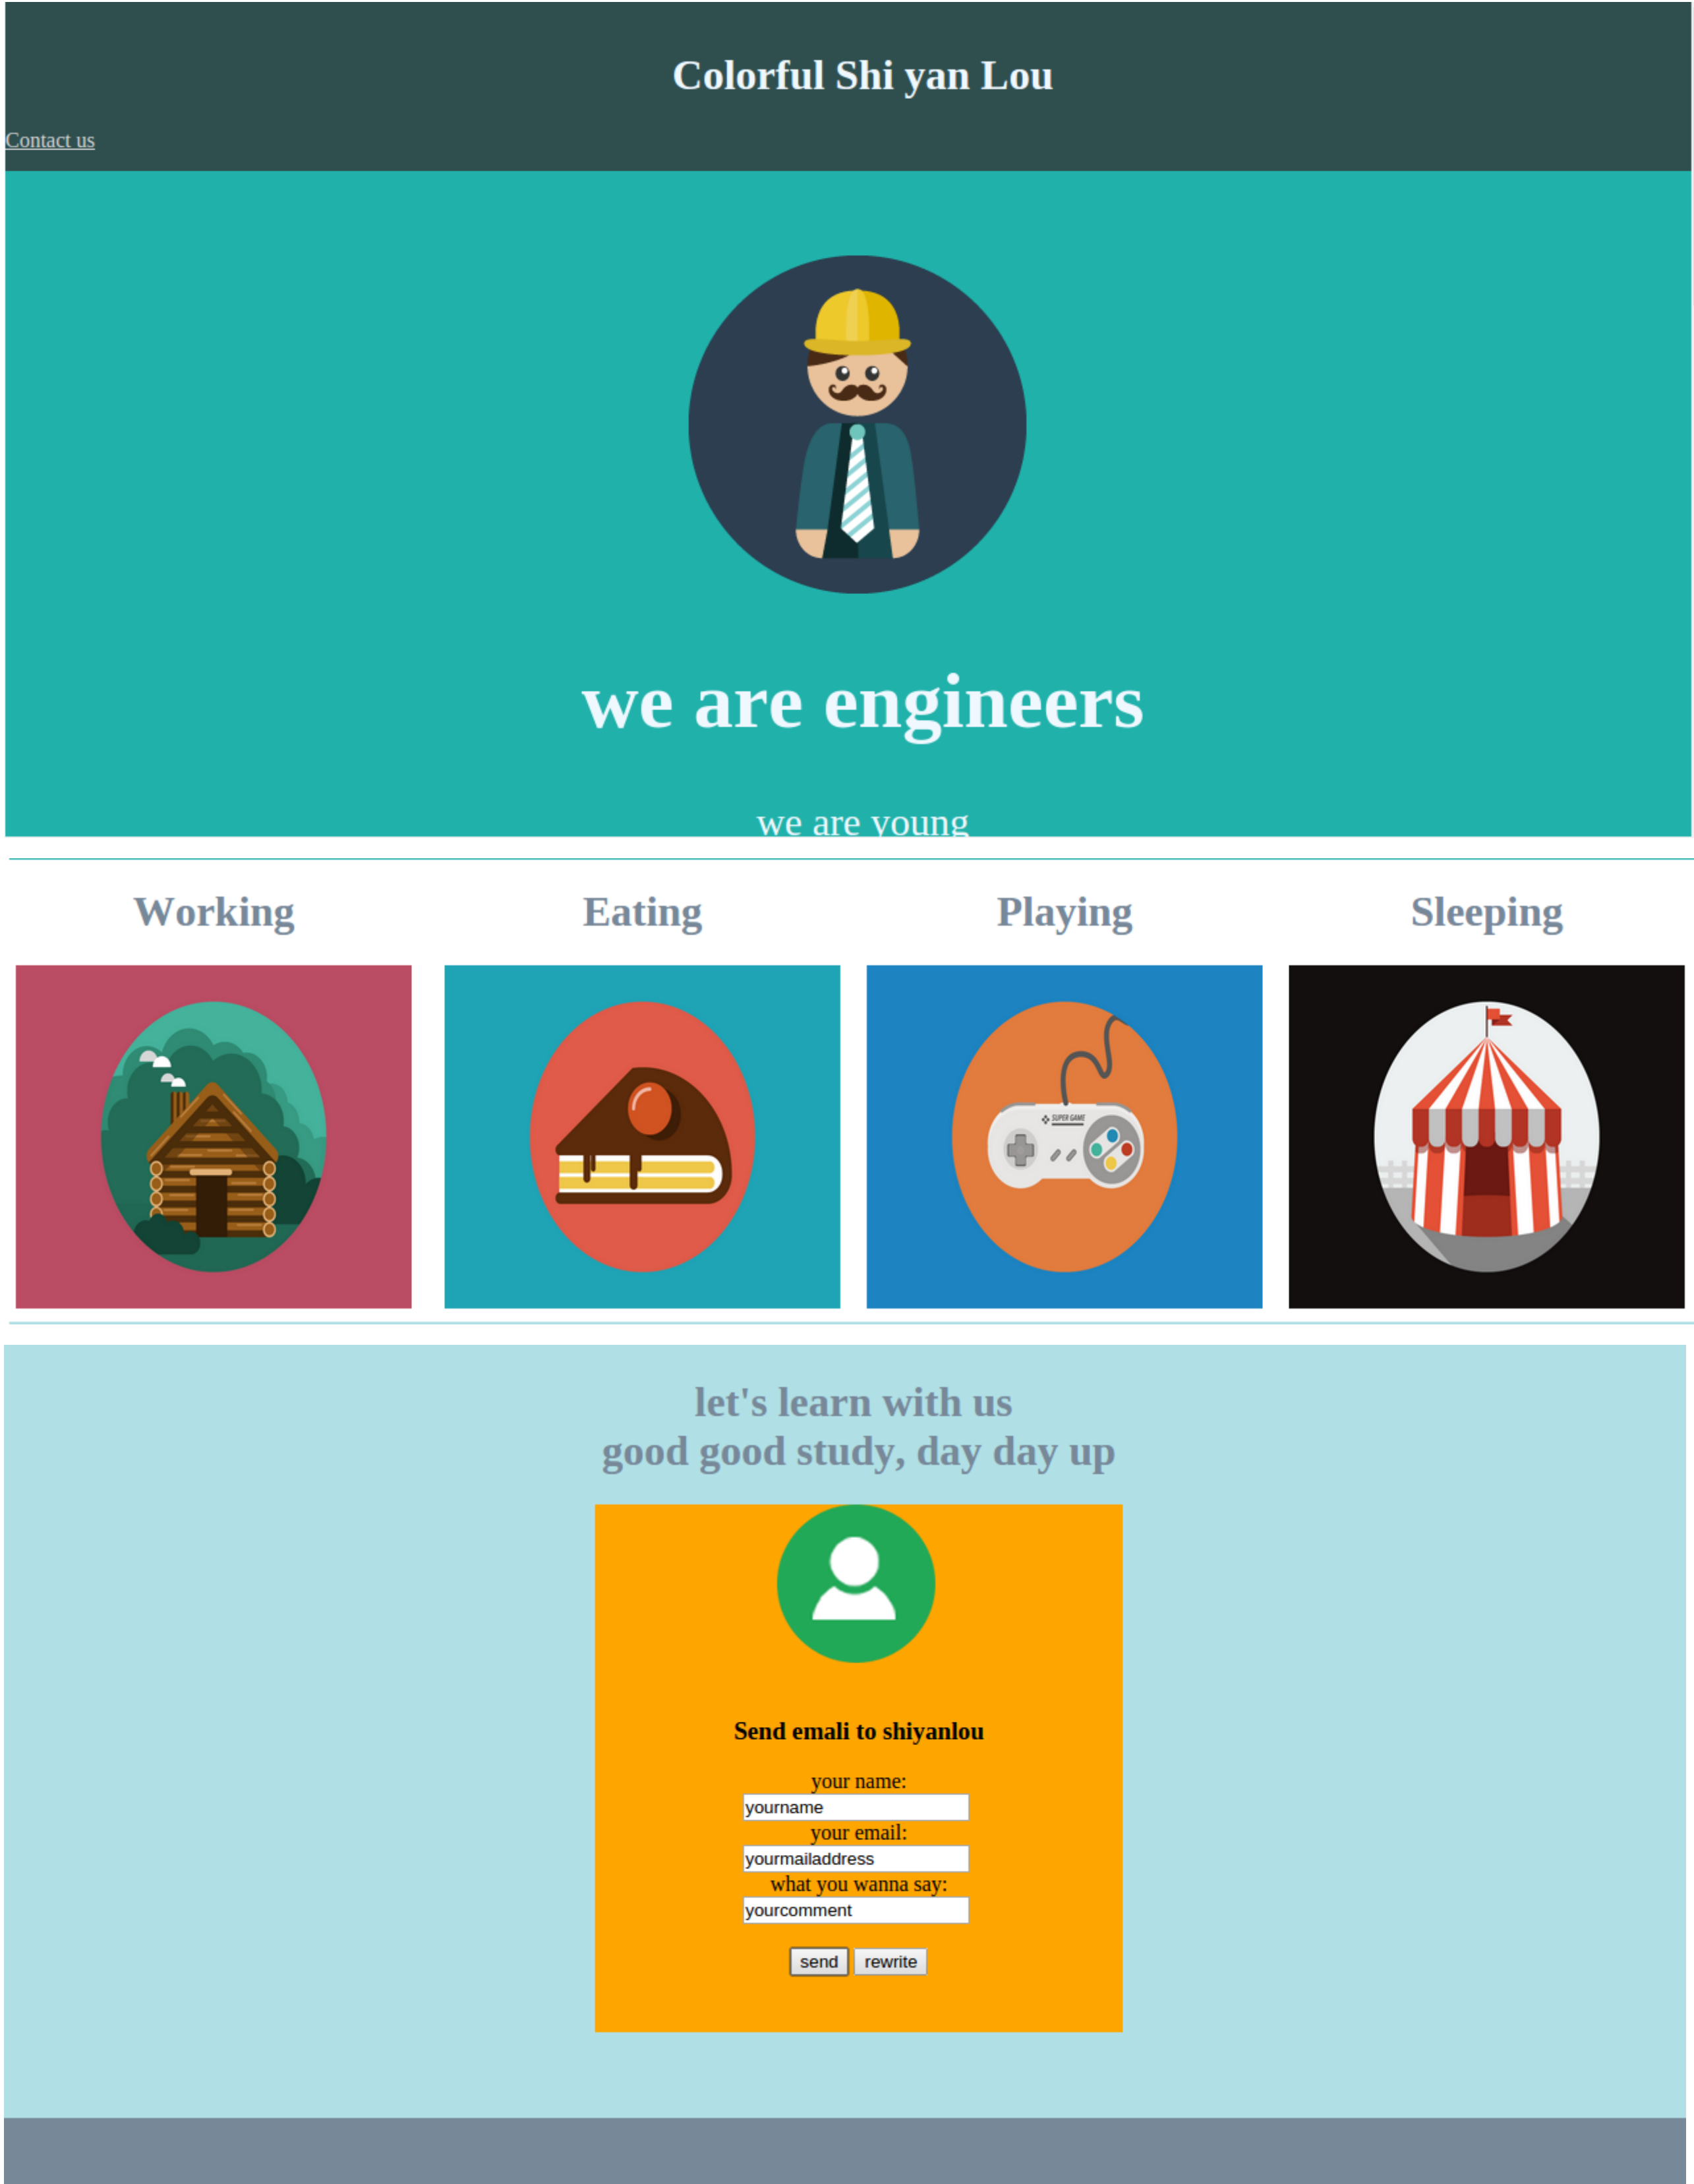 Colorful Shi yan Lou
Contact us
we are engineers
we are young
Working
Eating
Playing
Sleeping
SUPER GAME
let's learn with us
good good study, day day up
Send emali to shiyanlou
your name:
yourname
your email:
yourmailaddress
what you wanna say:
yourcomment
send rewrite